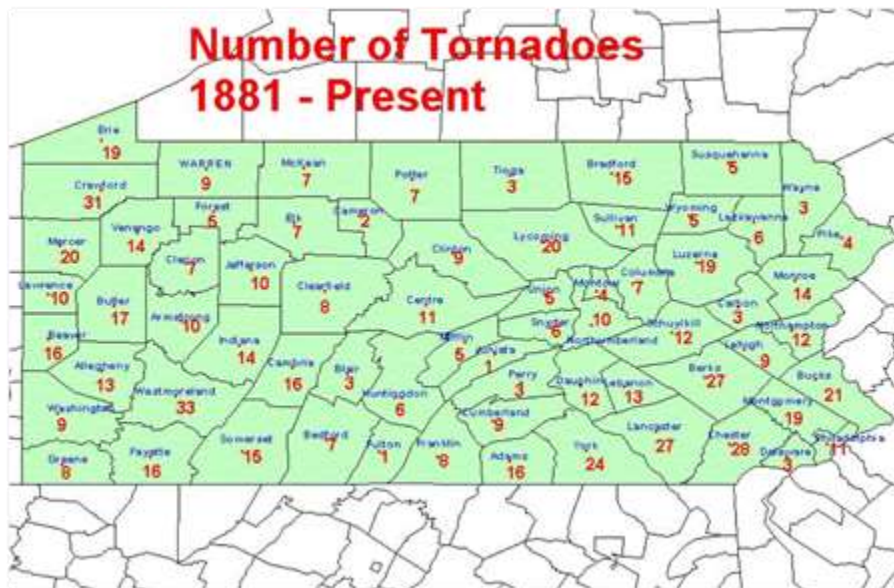 Number of Tornadoes
1881 - Present
Erie
19
Crawford
31
WARREN
9
McKean
7
Potter
7
Tioga
3
Bradford
15
Susquehanna
5
Wayne
3
Forest
5
Elk
7
Cameron
2
Venango
14
Mercer
20
Clarion
7
Jefferson
10
Clinton
9
Lycoming
20
Sullivan
11
Wyoming
5
Lackawanna
6
Pike
4
Luzerne
19
Monroe
14
Lawrence
10
Butler
17
Armstrong
10
Clearfield
8
Centre
11
Union
5
Montour
4
Columbia
7
Carbon
3
Northampton
12
Beaver
16
Indiana
14
Mifflin
5
Snyder
6
10
Northumberland
Schuylkill
12
Lehigh
9
Allegheny
13
Westmoreland
33
Cambria
16
Blair
3
Huntingdon
6
Juniata
1
Perry
3
Dauphin
12
Lebanon
13
Berks
27
Bucks
21
Montgomery
19
Washington
9
Cumberland
9
Greene
8
Fayette
16
Somerset
15
Bedford
7
Fulton
1
Franklin
8
Adams
16
York
24
Lancaster
27
Chester
28
Delaware
3
Philadelphia
11